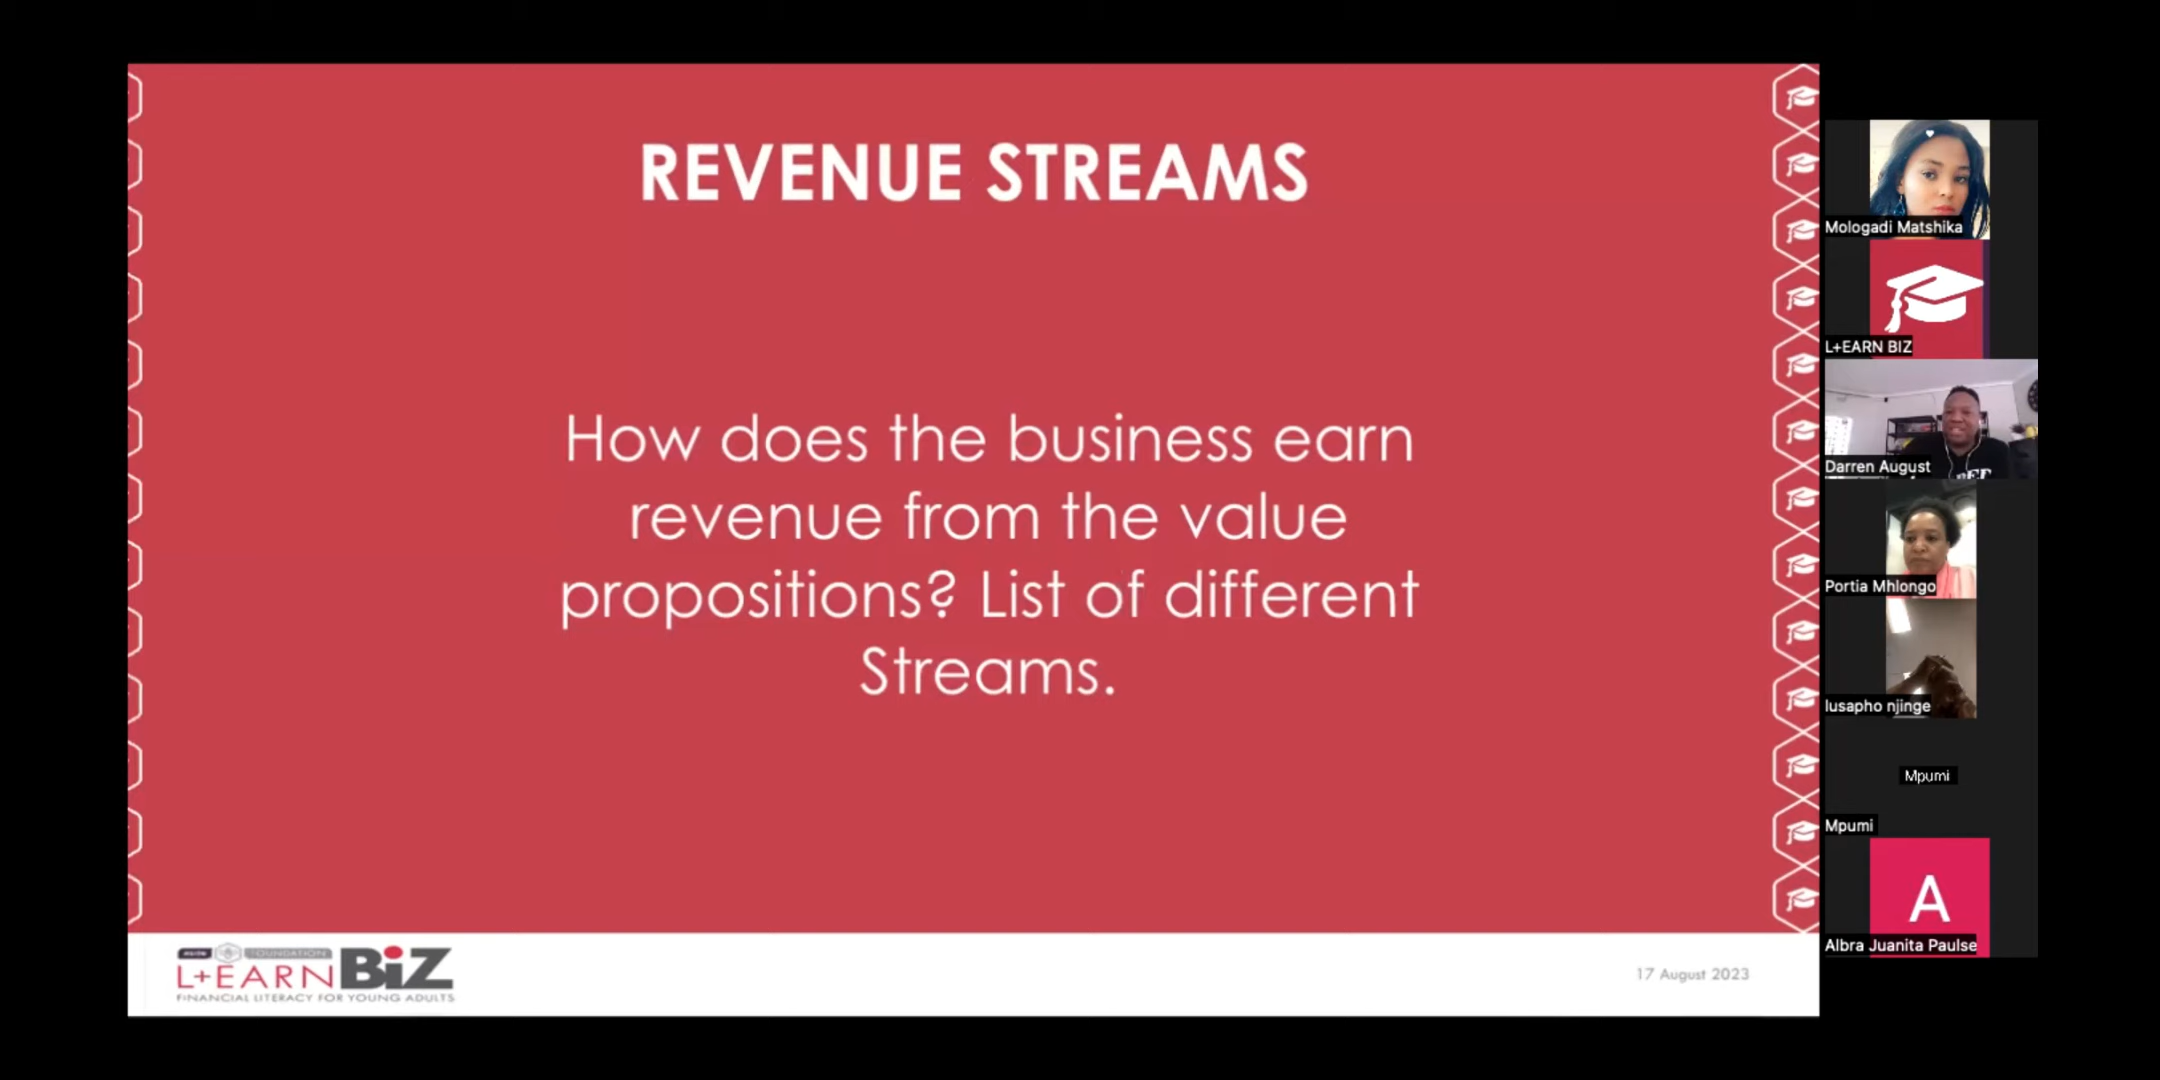 REVENUE STREAMS
How does the business earn
revenue from the value
propositions? List of different
Streams.
FOUNDATION
L+EARN BiZ
FINANCIAL LITERACY FOR YOUNG ADULTS
17 August 2023
Mologadi Matshika
L+EARN BIZ
Darren August
Portia Mhlongo
lusapho njinge
Mpumi
Mpumi
A
Albra Juanita Paulse